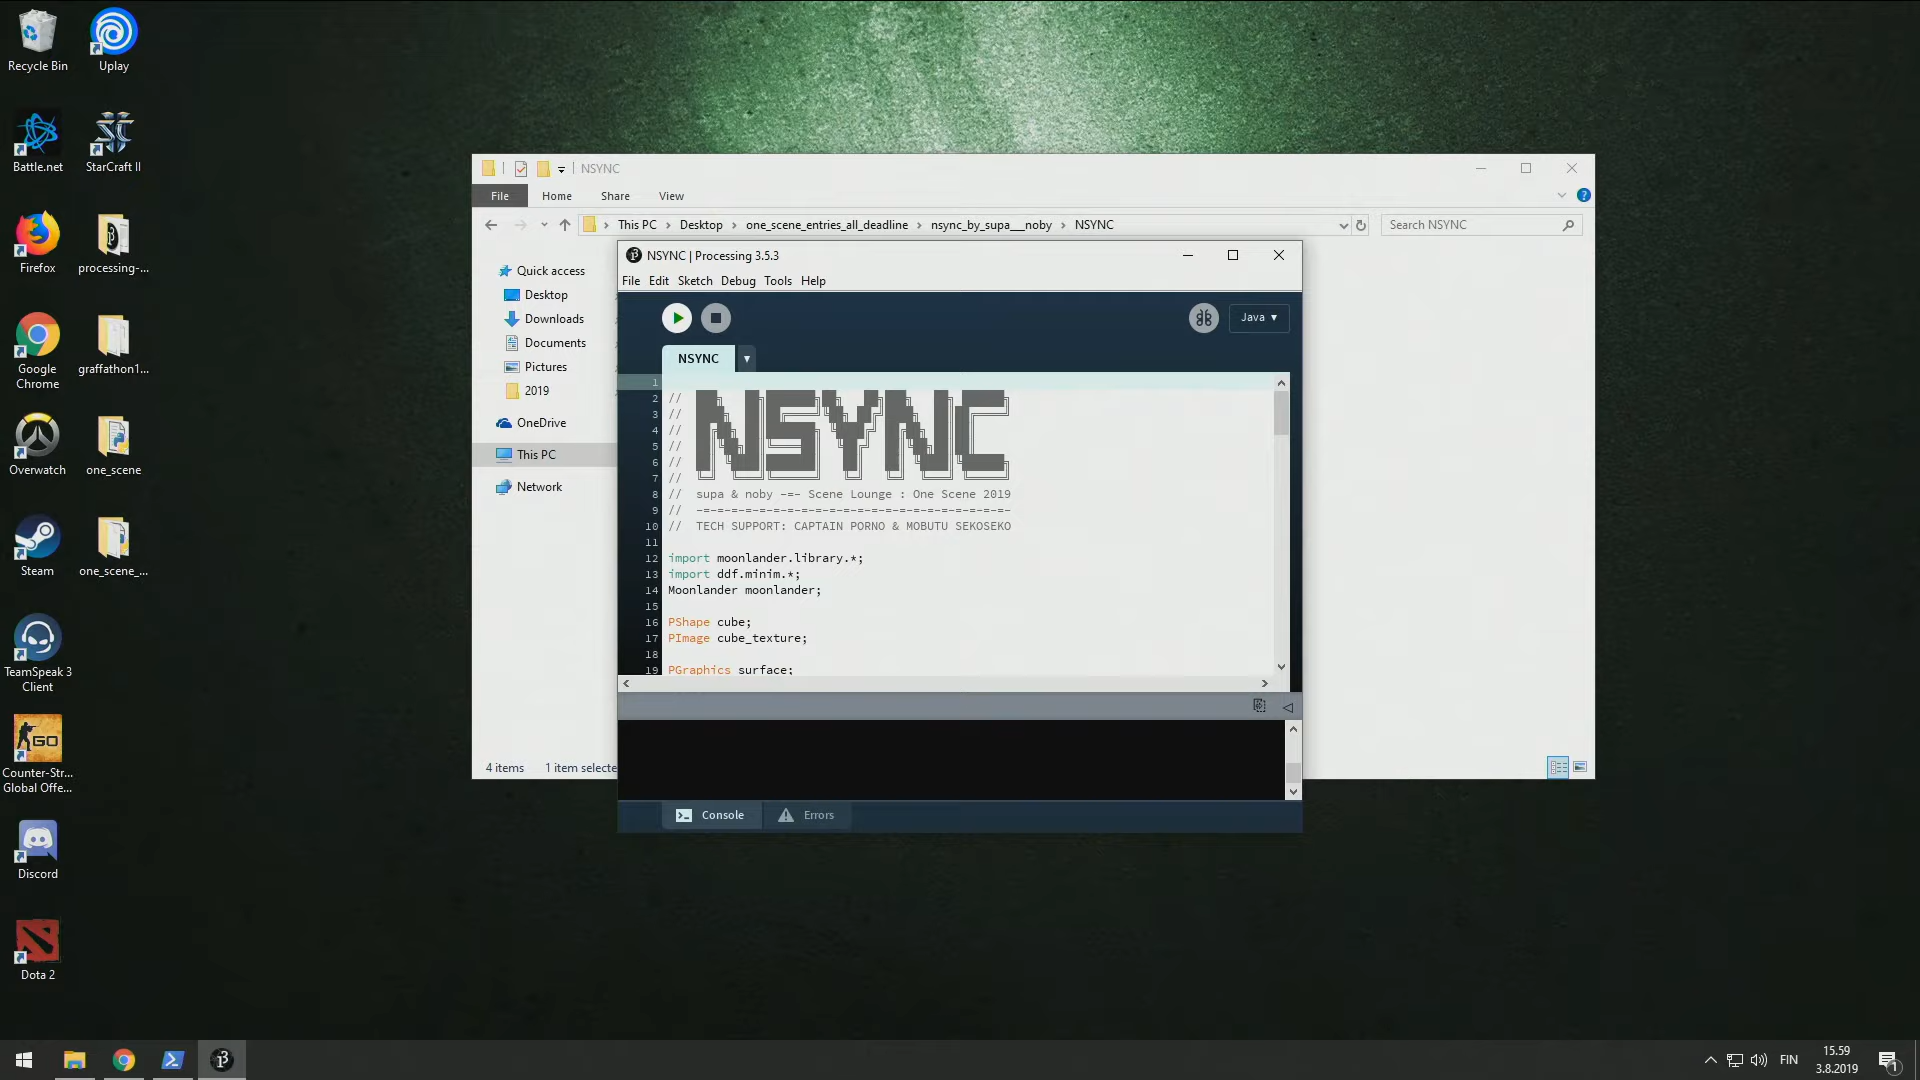 Recycle Bin
Uplay
Battle.net
StarCraft II
Firefox
processing-...
Google
Chrome
graffathon1...
Overwatch
one_scene
Steam
one_scene_...
TeamSpeak 3
Client
GO
Counter-Str...
Global Offe...
Discord
Dota 2
NSYNC
File
Home
Share
View
This PC
Desktop
one_scene_entries_all_deadline
nsync_by_supa__noby
NSYNC
Search NSYNC
Quick access
Desktop
Downloads
Documents
Pictures
2019
OneDrive
This PC
Network
4 items
1 item selecte
NSYNC | Processing 3.5.3
File Edit Sketch Debug Tools Help
Java ▾
NSYNC ▾
1
2 //
3 //
4 //
5 // NSYNC
6 //
7 //
8 // supa & noby -=- Scene Lounge : One Scene 2019
9 // -=-=-=-=-=-=-=-=-=-=-=-=-=-=-=-=-=-=-=-=-=-=-
10 // TECH SUPPORT: CAPTAIN PORNO & MOBUTU SEKOSEKO
11
12 import moonlander.library.*;
13 import ddf.minim.*;
14 Moonlander moonlander;
15
16 PShape cube;
17 PImage cube_texture;
18
19 PGraphics surface;
Console
Errors
FIN
15.59
3.8.2019
1